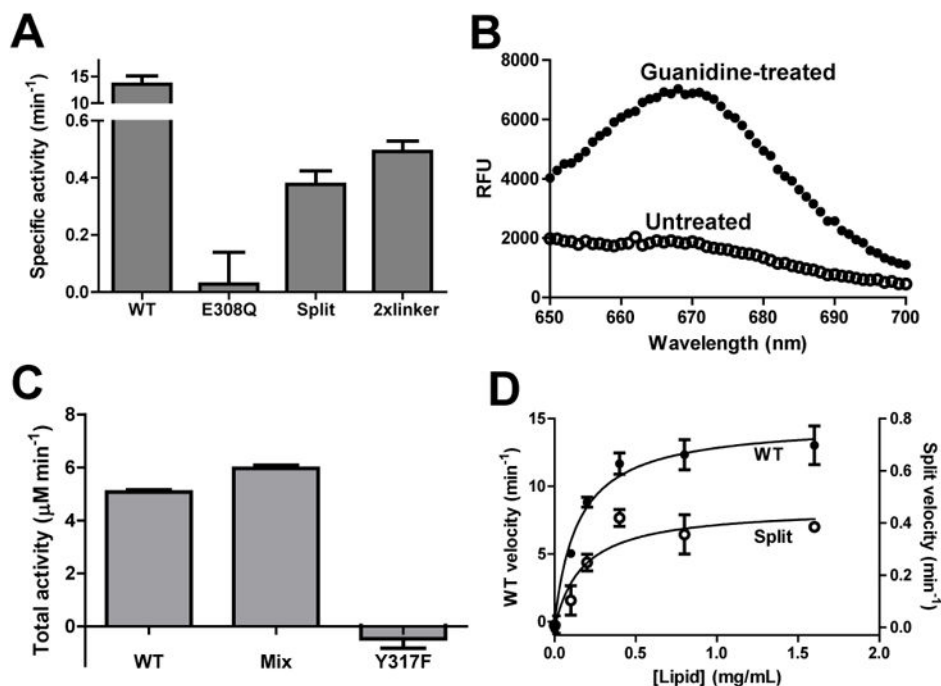 A
Specific activity (min⁻¹)
15
10
0.6
0.4
0.2
0.0
WT
E308Q
Split
2xlinker
B
RFU
8000
6000
4000
2000
0
Guanidine-treated
Untreated
650
660
670
680
690
700
Wavelength (nm)
C
Total activity (µM min⁻¹)
8
6
4
2
0
WT
Mix
Y317F
D
WT velocity (min⁻¹)
15
10
5
0
WT
Split
0.8
0.6
0.4
0.2
0.0
Split velocity
(min⁻¹)
0.0
0.5
1.0
1.5
2.0
[Lipid] (mg/mL)